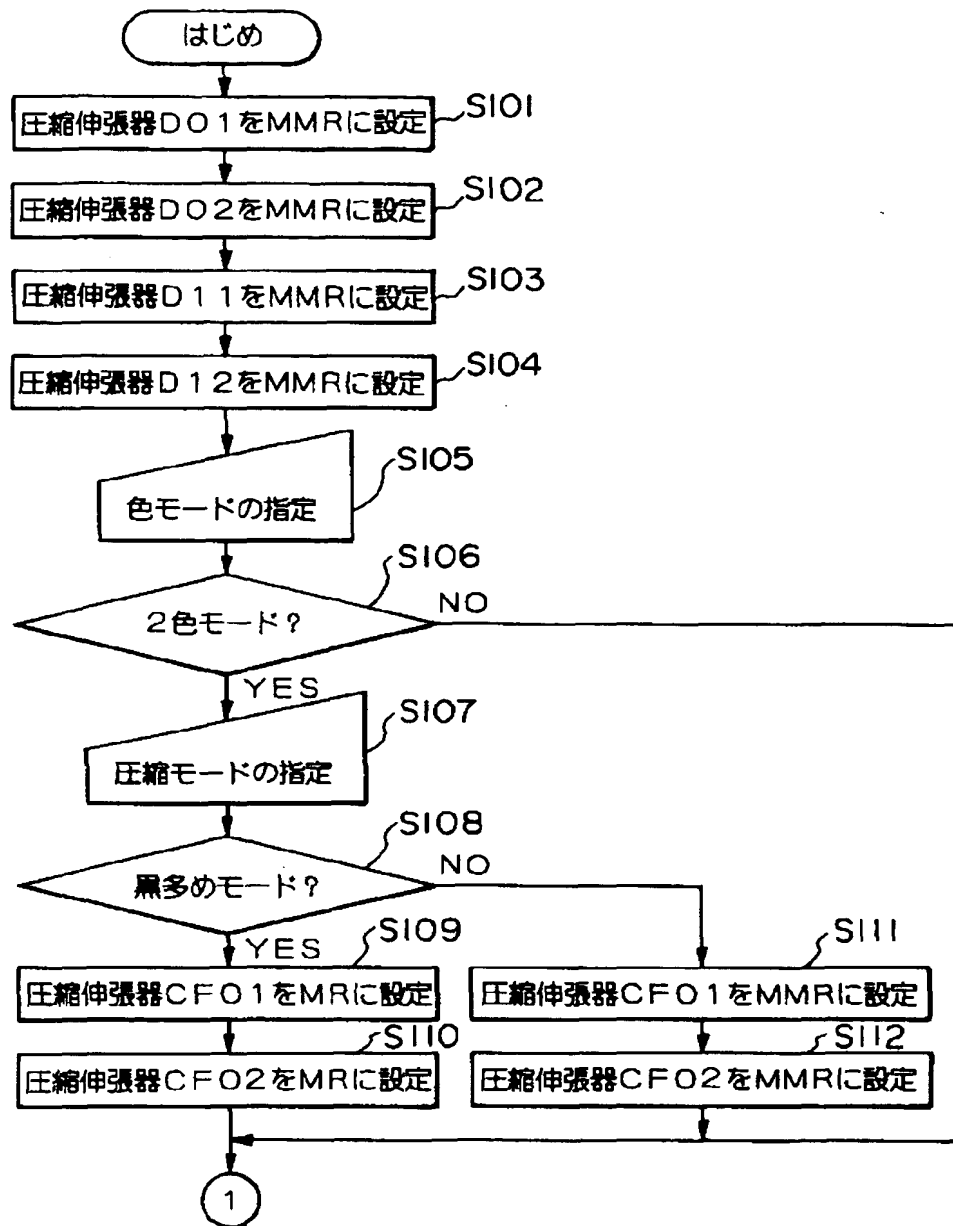 はじめ
圧縮伸張器D01をMMRに設定
S101
圧縮伸張器D02をMMRに設定
S102
圧縮伸張器D11をMMRに設定
S103
圧縮伸張器D12をMMRに設定
S104
色モードの指定
S105
2色モード?
S106
NO
YES
圧縮モードの指定
S107
黒多めモード?
S108
NO
YES
圧縮伸張器CF01をMRに設定
S109
圧縮伸張器CF01をMMRに設定
S111
圧縮伸張器CF02をMRに設定
S110
圧縮伸張器CF02をMMRに設定
S112
1